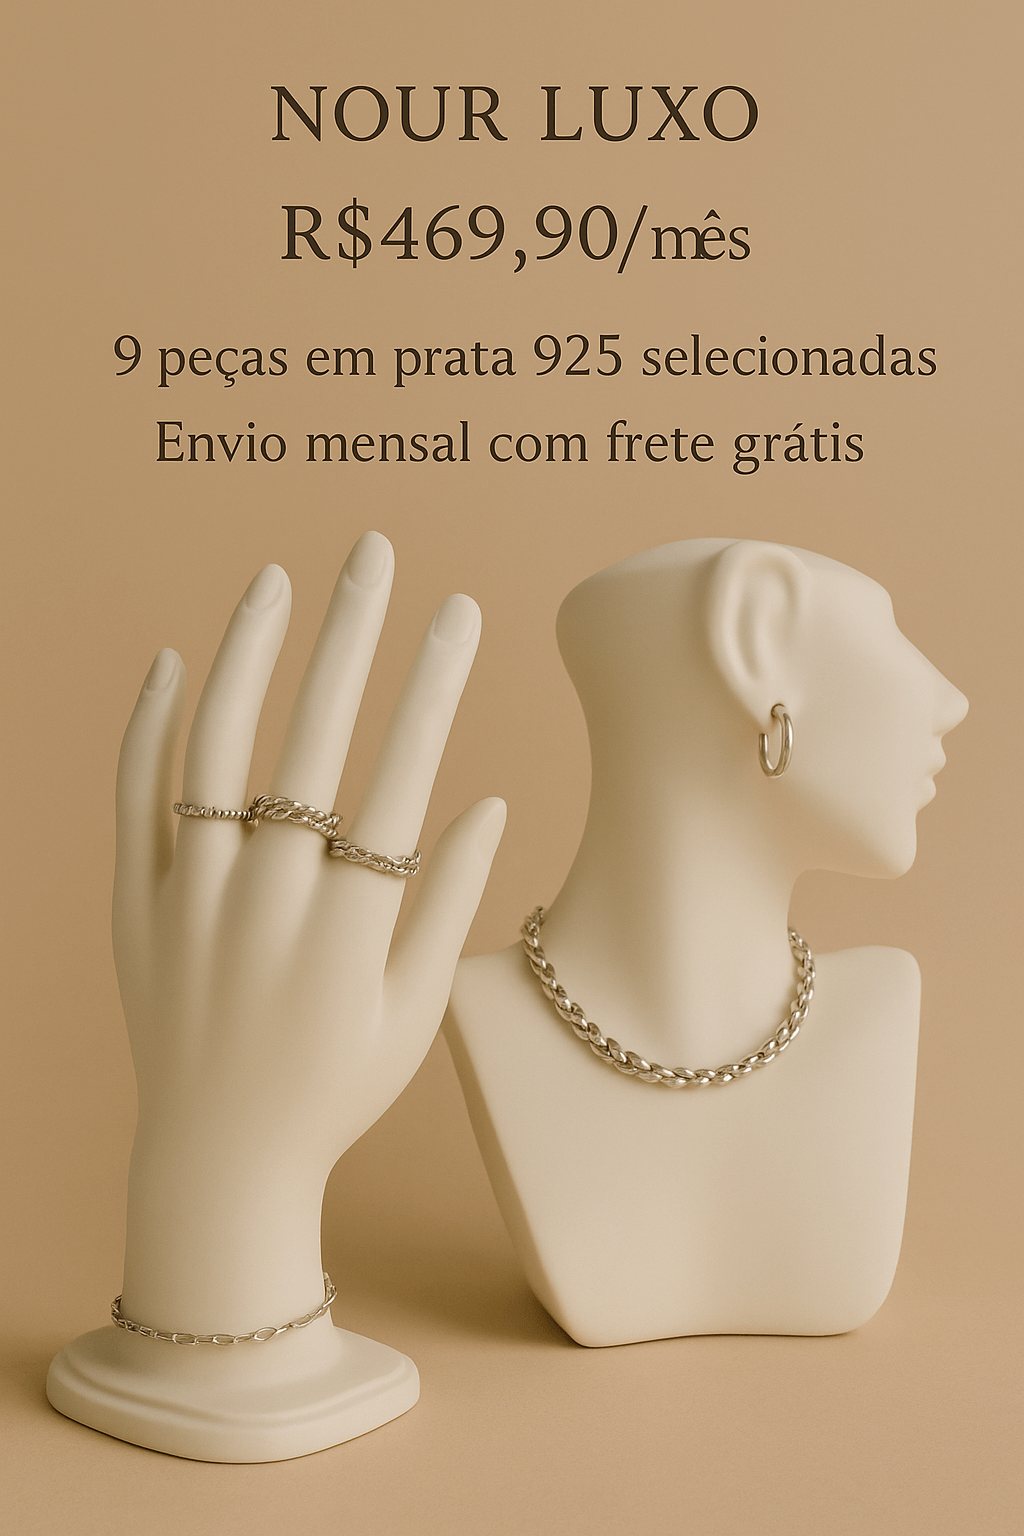 NOUR LUXO
R$469,90/mês
9 peças em prata 925 selecionadas
Envio mensal com frete grátis